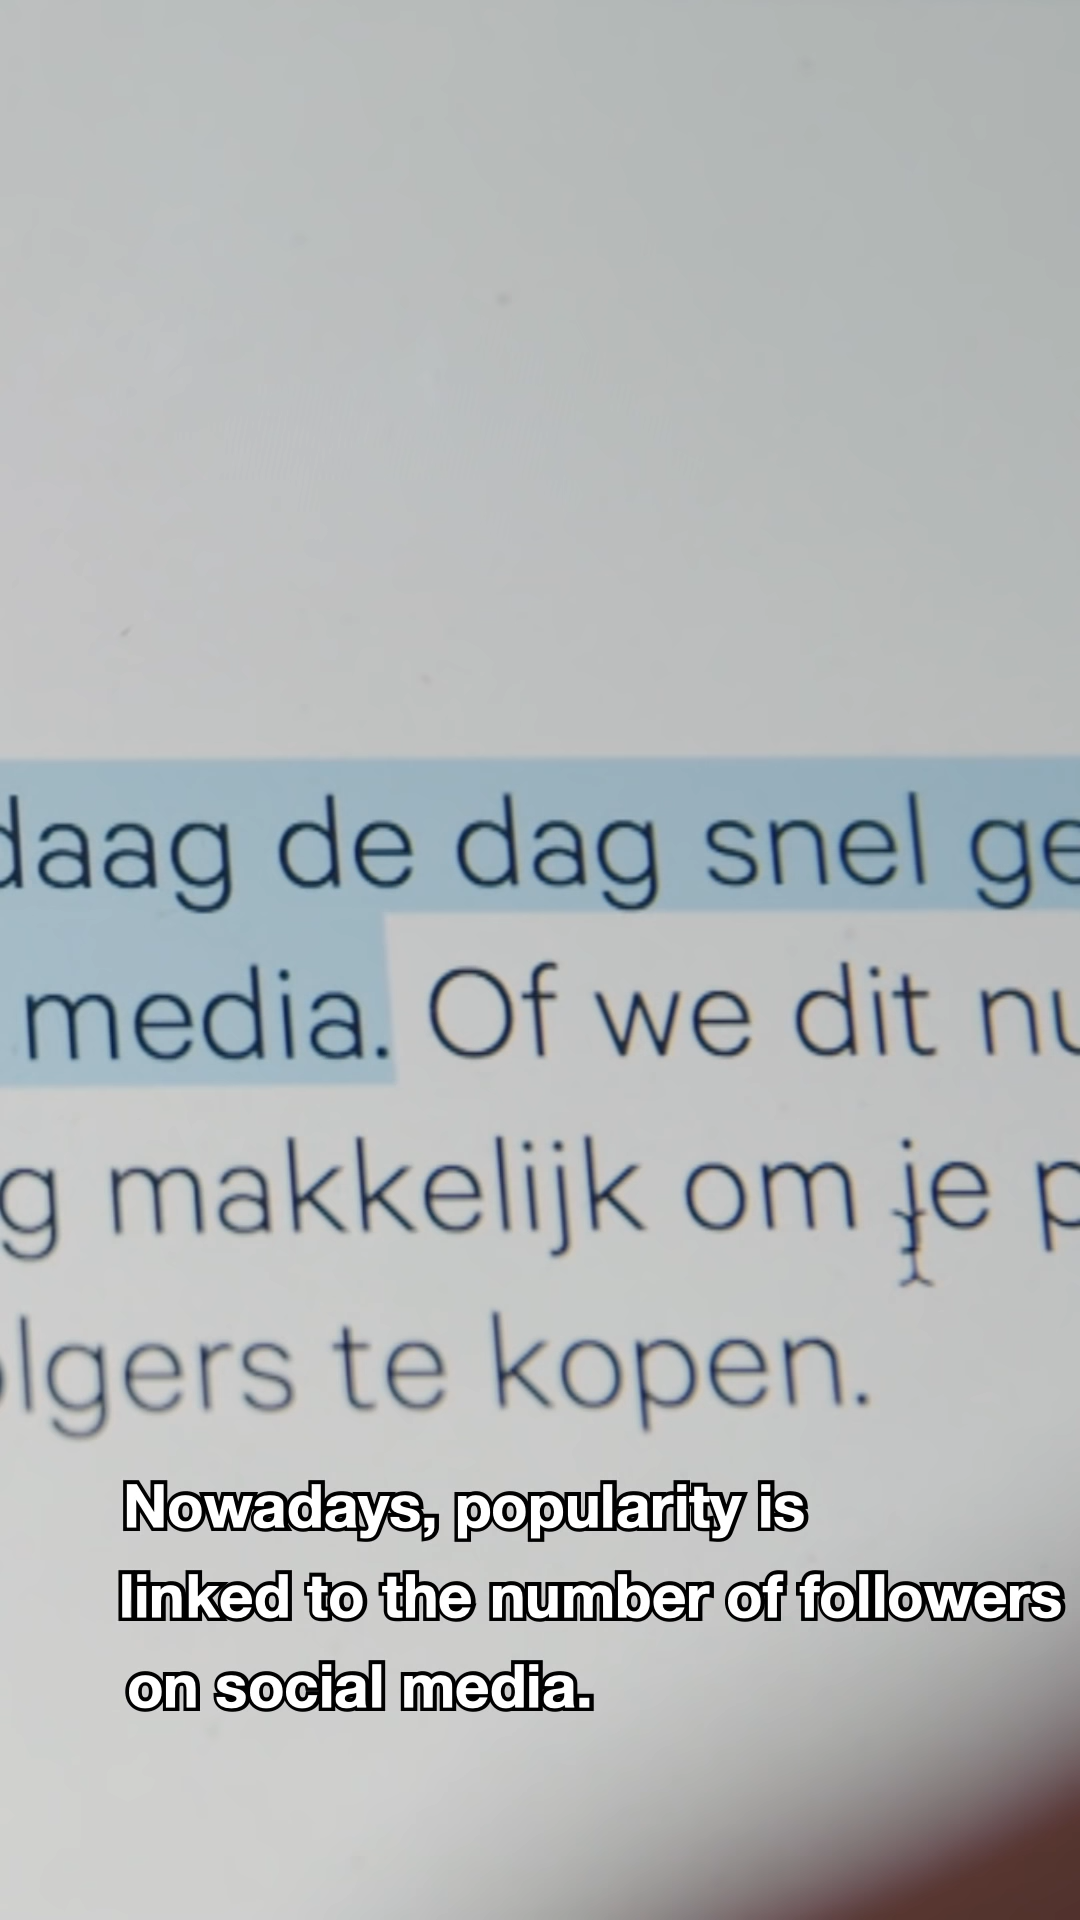 daag de dag snel ge
media. Of we dit nu
g makkelijk om je p
olgers te kopen.
Nowadays, popularity is
linked to the number of followers
on social media.